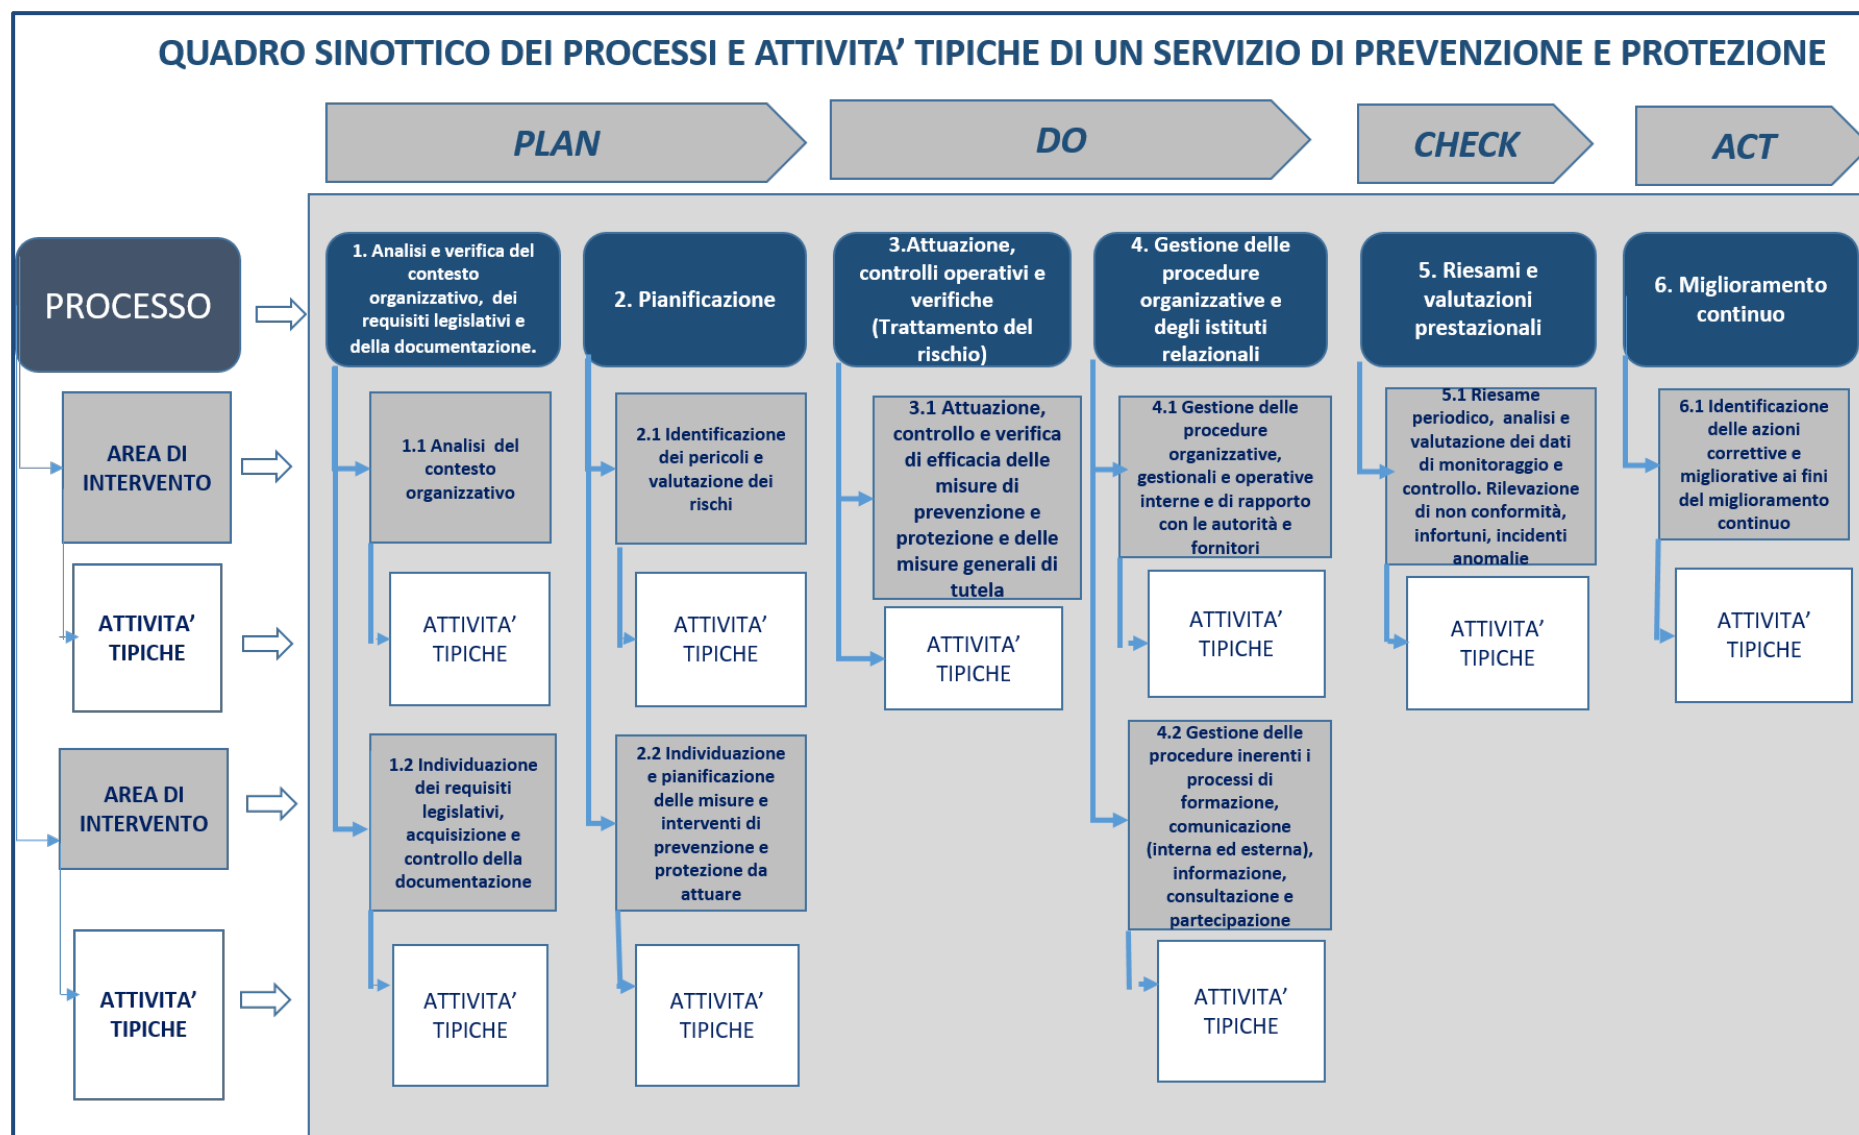 QUADRO SINOTTICO DEI PROCESSI E ATTIVITA’ TIPICHE DI UN SERVIZIO DI PREVENZIONE E PROTEZIONE
PLAN
DO
CHECK
ACT
PROCESSO
1. Analisi e verifica del
contesto
organizzativo, dei
requisiti legislativi e
della documentazione.
2. Pianificazione
3.Attuazione,
controlli operativi e
verifiche
(Trattamento del
rischio)
4. Gestione delle
procedure
organizzative e
degli istituti
relazionali
5. Riesami e
valutazioni
prestazionali
6. Miglioramento
continuo
AREA DI
INTERVENTO
1.1 Analisi del
contesto
organizzativo
2.1 Identificazione
dei pericoli e
valutazione dei
rischi
3.1 Attuazione,
controllo e verifica
di efficacia delle
misure di
prevenzione e
protezione e delle
misure generali di
tutela
4.1 Gestione delle
procedure
organizzative,
gestionali e operative
interne e di rapporto
con le autorità e
fornitori
5.1 Riesame
periodico, analisi e
valutazione dei dati
di monitoraggio e
controllo. Rilevazione
di non conformità,
infortuni, incidenti
anomalie
6.1 Identificazione
delle azioni
correttive e
migliorative ai fini
del miglioramento
continuo
ATTIVITA’
TIPICHE
ATTIVITA’
TIPICHE
ATTIVITA’
TIPICHE
ATTIVITA’
TIPICHE
ATTIVITA’
TIPICHE
ATTIVITA’
TIPICHE
ATTIVITA’
TIPICHE
AREA DI
INTERVENTO
1.2 Individuazione
dei requisiti
legislativi,
acquisizione e
controllo della
documentazione
2.2 Individuazione
e pianificazione
delle misure e
interventi di
prevenzione e
protezione da
attuare
4.2 Gestione delle
procedure inerenti i
processi di
formazione,
comunicazione
(interna ed esterna),
informazione,
consultazione e
partecipazione
ATTIVITA’
TIPICHE
ATTIVITA’
TIPICHE
ATTIVITA’
TIPICHE
ATTIVITA’
TIPICHE